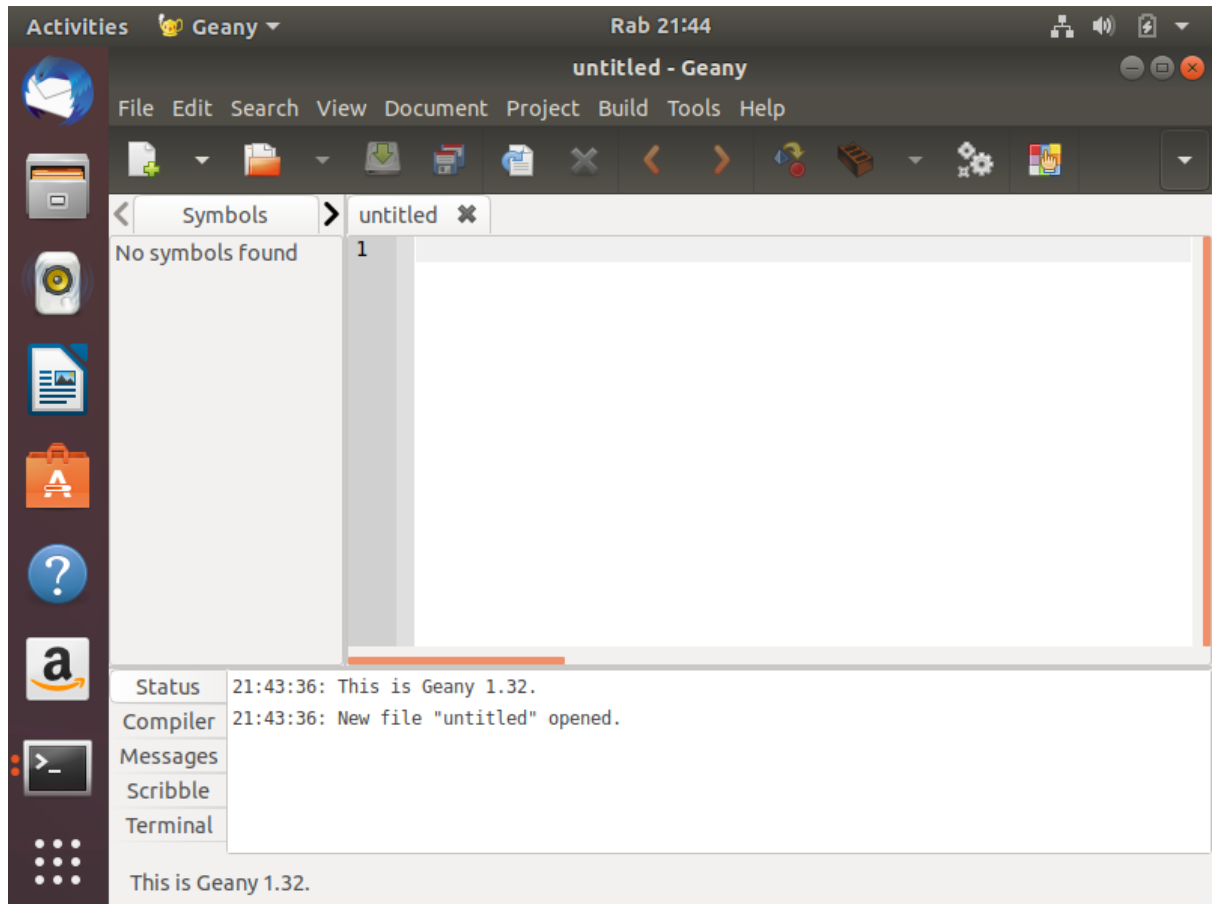 Activities Geany Rab 21:44
untitled - Geany
File Edit Search View Document Project Build Tools Help
Symbols untitled
No symbols found 1
Status 21:43:36: This is Geany 1.32.
Compiler 21:43:36: New file "untitled" opened.
Messages
Scribble
Terminal
This is Geany 1.32.